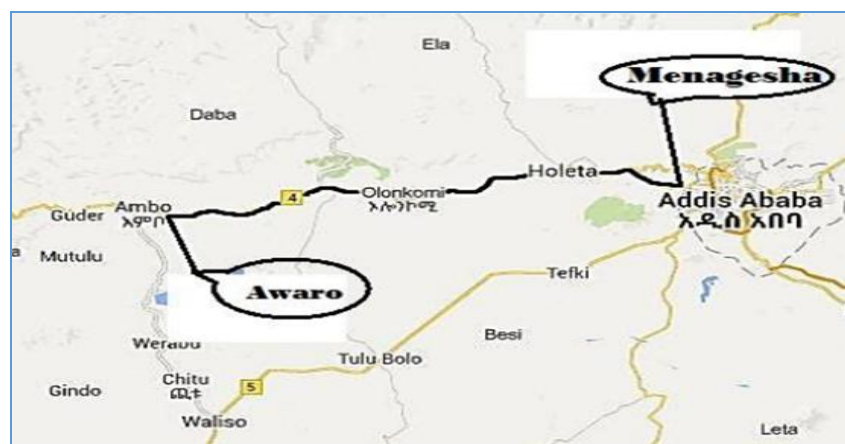 Ela
Menagesha
Daba
Holeta
4
Olonkomi
ኦሎንኮሚ
Ambo
አምቦ
Guder
Addis Ababa
አዲስ አበባ
Mutulu
Awaro
Tefki
Werabu
Besi
Tulu Bolo
Chitu
ጪቱ
Gindo
5
Waliso
Leta